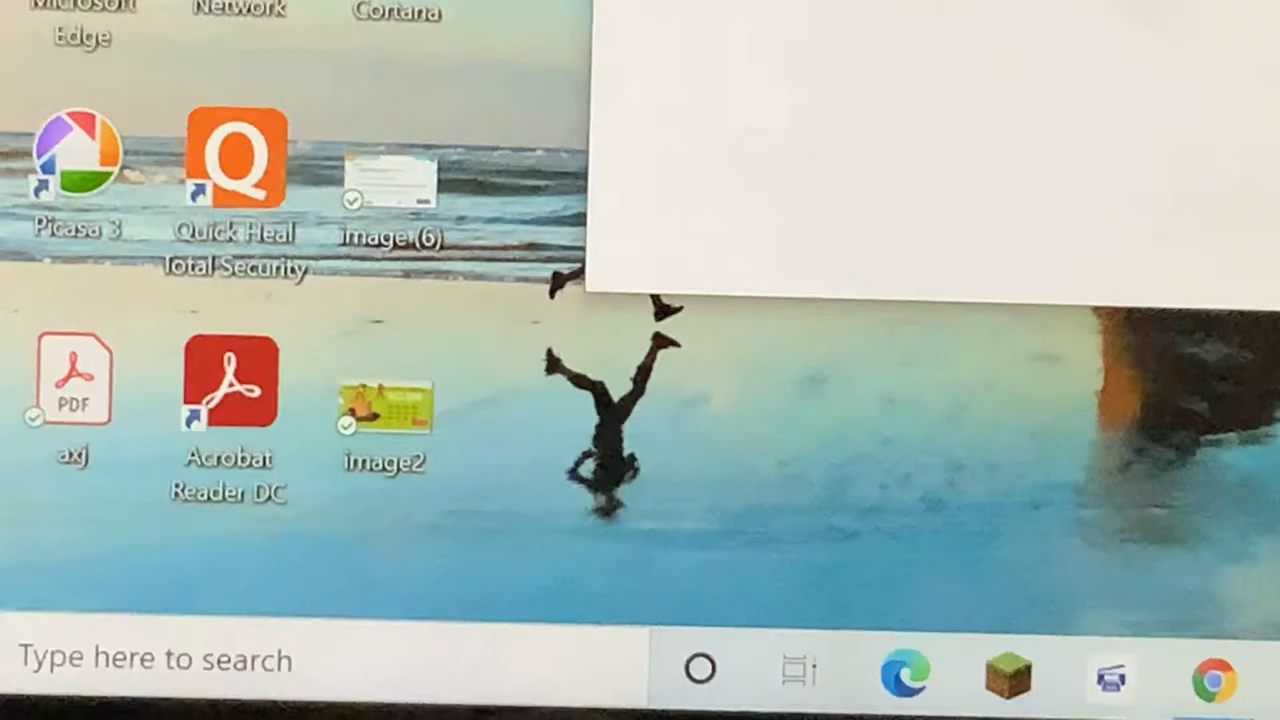 Microsoft
Edge
Network
Cortana
Picasa 3
Quick Heal
Total Security
image (6)
PDF
axj
Acrobat
Reader DC
image2
Type here to search